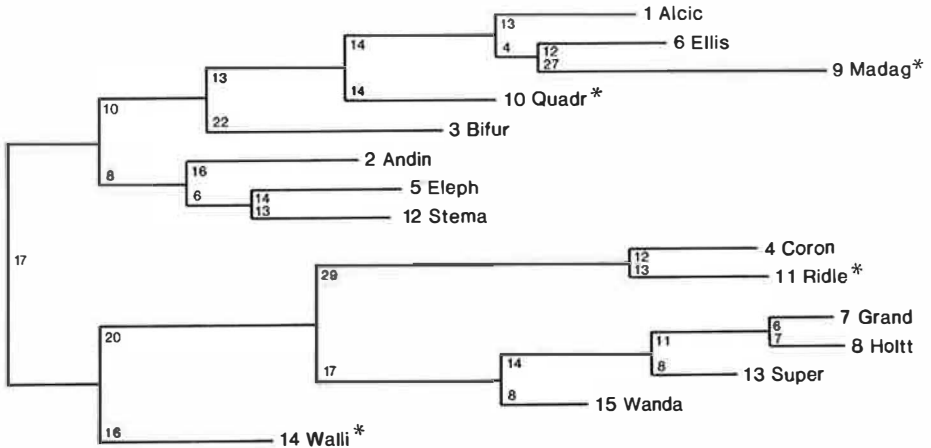 13 1 Alcic
14 4 12 6 Ellis
27 9 Madag*
13
14 10 Quadr*
10 22 3 Bifur
16 2 Andin
8 6 14 5 Eleph
13 12 Stema
17
12 4 Coron
29 13 11 Ridle*
6 7 Grand
20 11 7 8 Holtt
17 14 8 13 Super
8 15 Wanda
16 14 Walli*